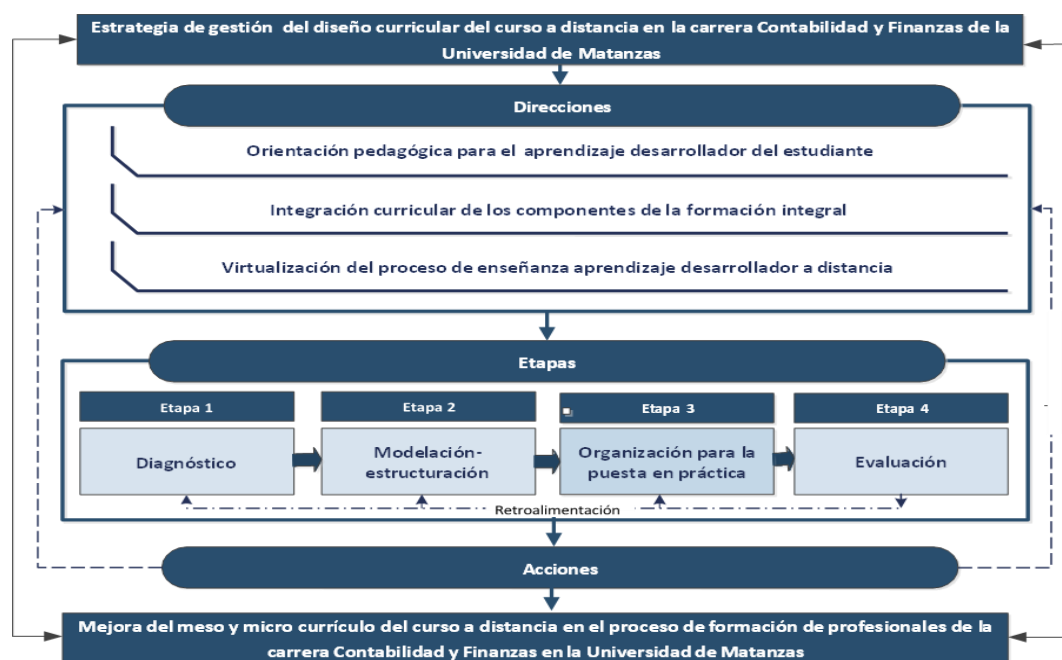 Estrategia de gestión del diseño curricular del curso a distancia en la carrera Contabilidad y Finanzas de la
Universidad de Matanzas
Direcciones
Orientación pedagógica para el aprendizaje desarrollador del estudiante
Integración curricular de los componentes de la formación integral
Virtualización del proceso de enseñanza aprendizaje desarrollador a distancia
Etapas
Etapa 1
Etapa 2
Etapa 3
Etapa 4
Diagnóstico
Modelación-
estructuración
Organización para la
puesta en práctica
Evaluación
Retroalimentación
Acciones
Mejora del meso y micro currículo del curso a distancia en el proceso de formación de profesionales de la
carrera Contabilidad y Finanzas en la Universidad de Matanzas